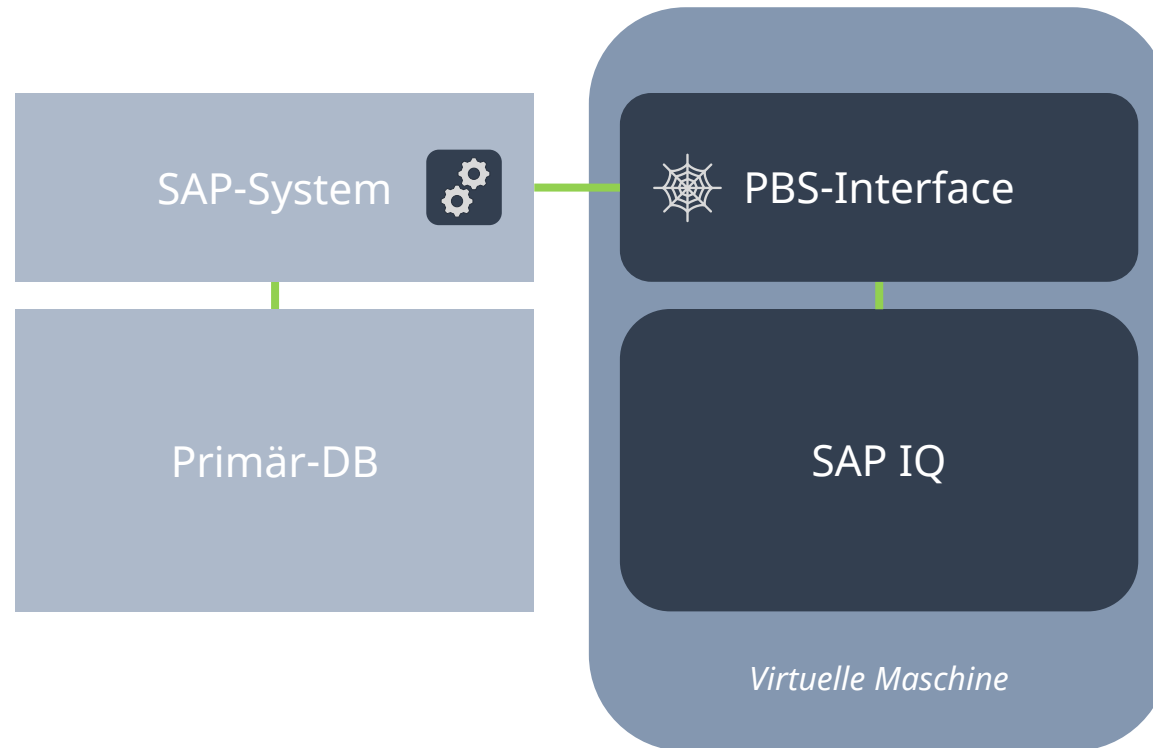 SAP-System
PBS-Interface
Primär-DB
SAP IQ
Virtuelle Maschine